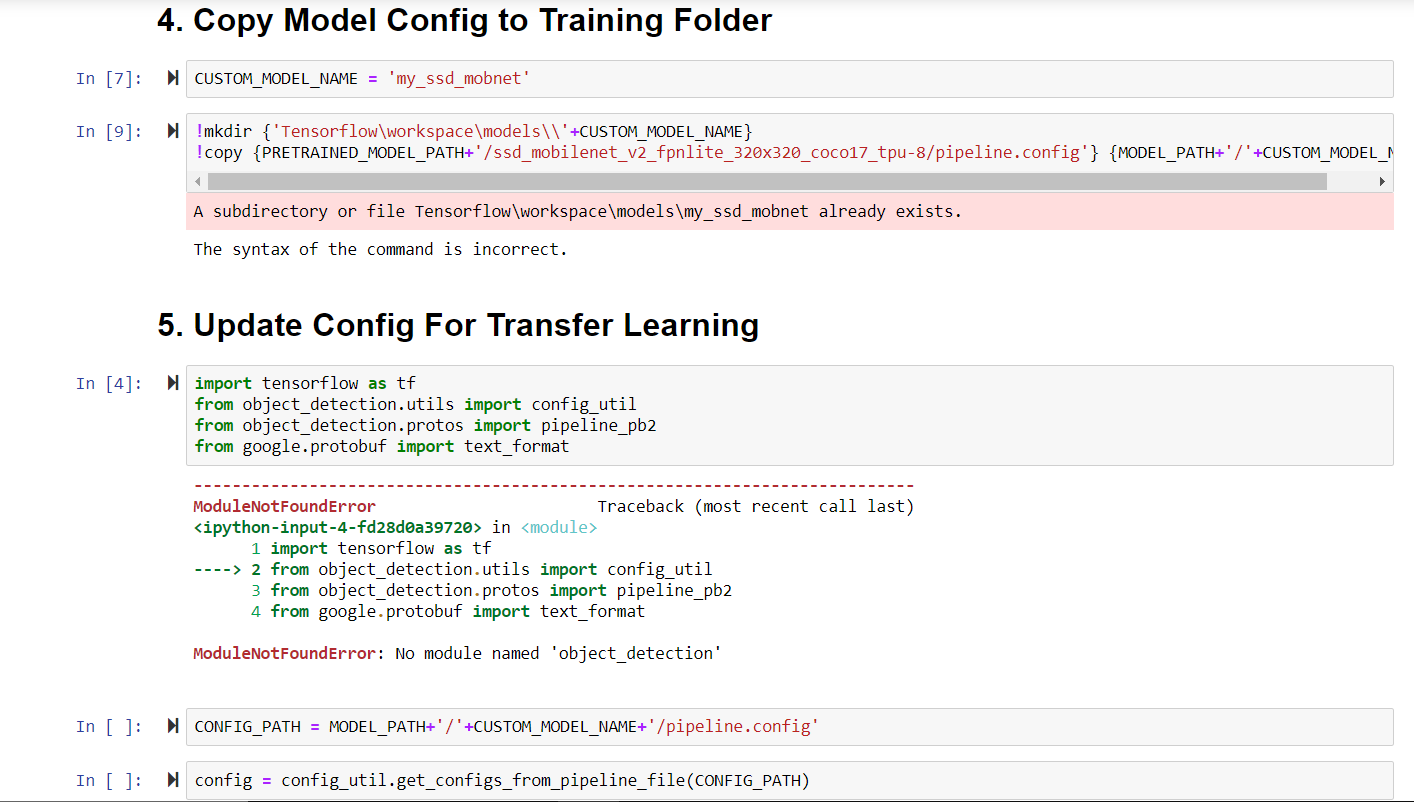 4. Copy Model Config to Training Folder
In [7]: CUSTOM_MODEL_NAME = 'my_ssd_mobnet'
In [9]: !mkdir {'Tensorflow\workspace\models\\'+CUSTOM_MODEL_NAME}
!copy {PRETRAINED_MODEL_PATH+'/ssd_mobilenet_v2_fpnlite_320x320_coco17_tpu-8/pipeline.config'} {MODEL_PATH+'/'+CUSTOM_MODEL_N
A subdirectory or file Tensorflow\workspace\models\my_ssd_mobnet already exists.
The syntax of the command is incorrect.
5. Update Config For Transfer Learning
In [4]: import tensorflow as tf
from object_detection.utils import config_util
from object_detection.protos import pipeline_pb2
from google.protobuf import text_format
---------------------------------------------------------------------------
ModuleNotFoundError                       Traceback (most recent call last)
<ipython-input-4-fd28d0a39720> in <module>
      1 import tensorflow as tf
----> 2 from object_detection.utils import config_util
      3 from object_detection.protos import pipeline_pb2
      4 from google.protobuf import text_format
ModuleNotFoundError: No module named 'object_detection'
In [ ]: CONFIG_PATH = MODEL_PATH+'/'+CUSTOM_MODEL_NAME+'/pipeline.config'
In [ ]: config = config_util.get_configs_from_pipeline_file(CONFIG_PATH)